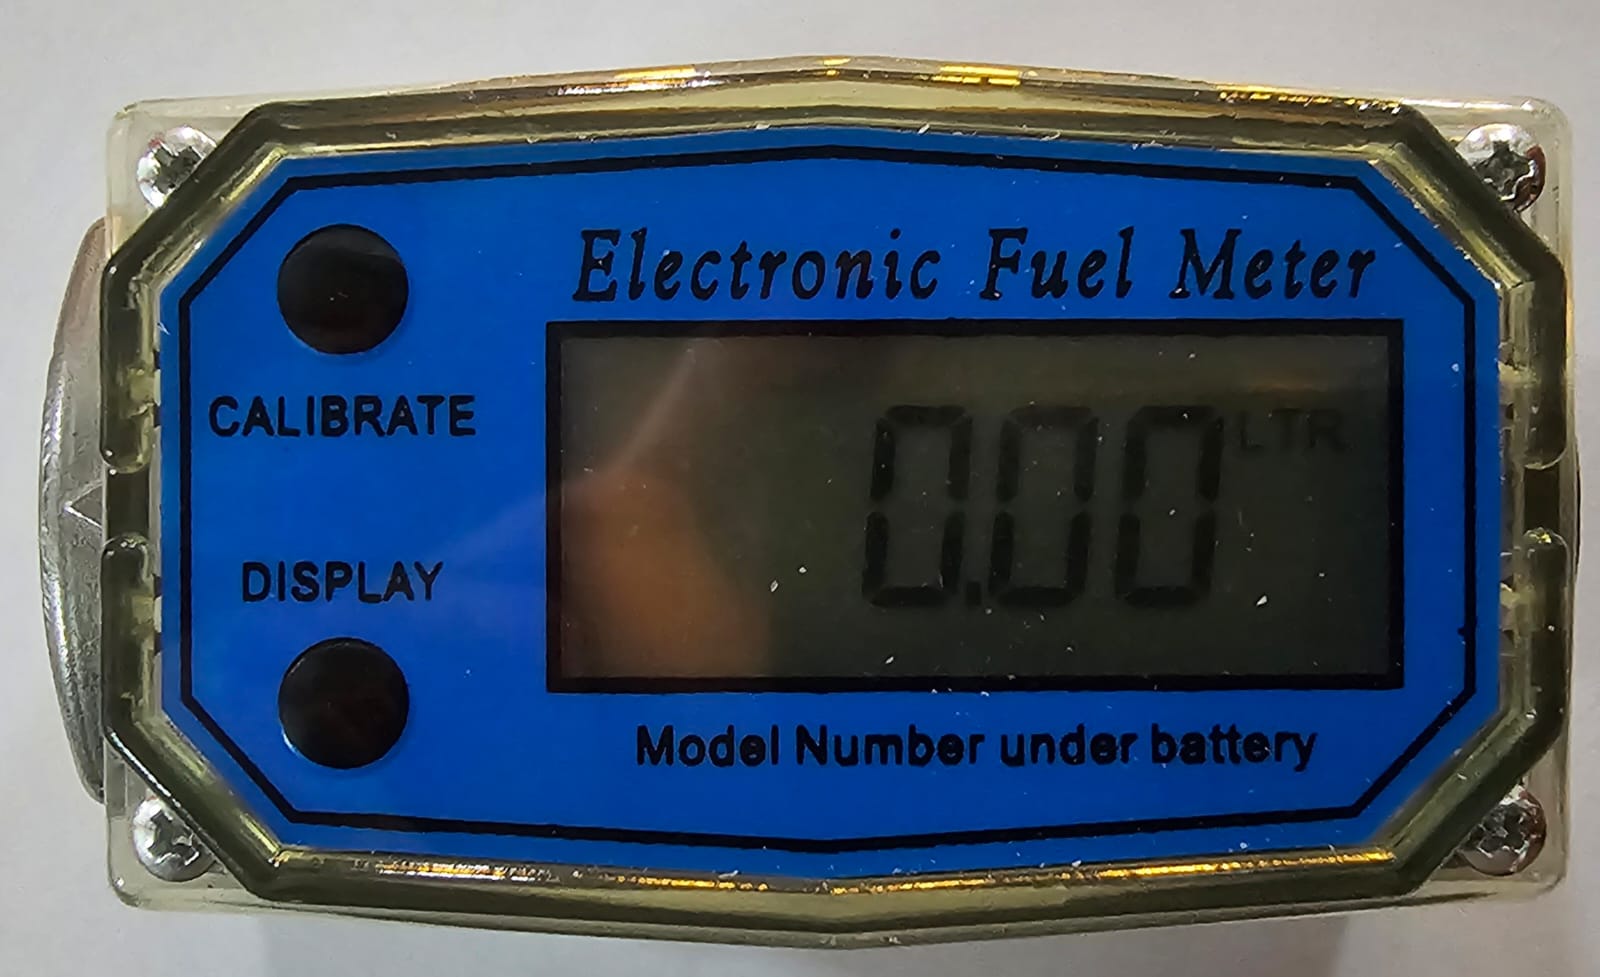 Electronic Fuel Meter
CALIBRATE
0.00 LTR
DISPLAY
Model Number under battery